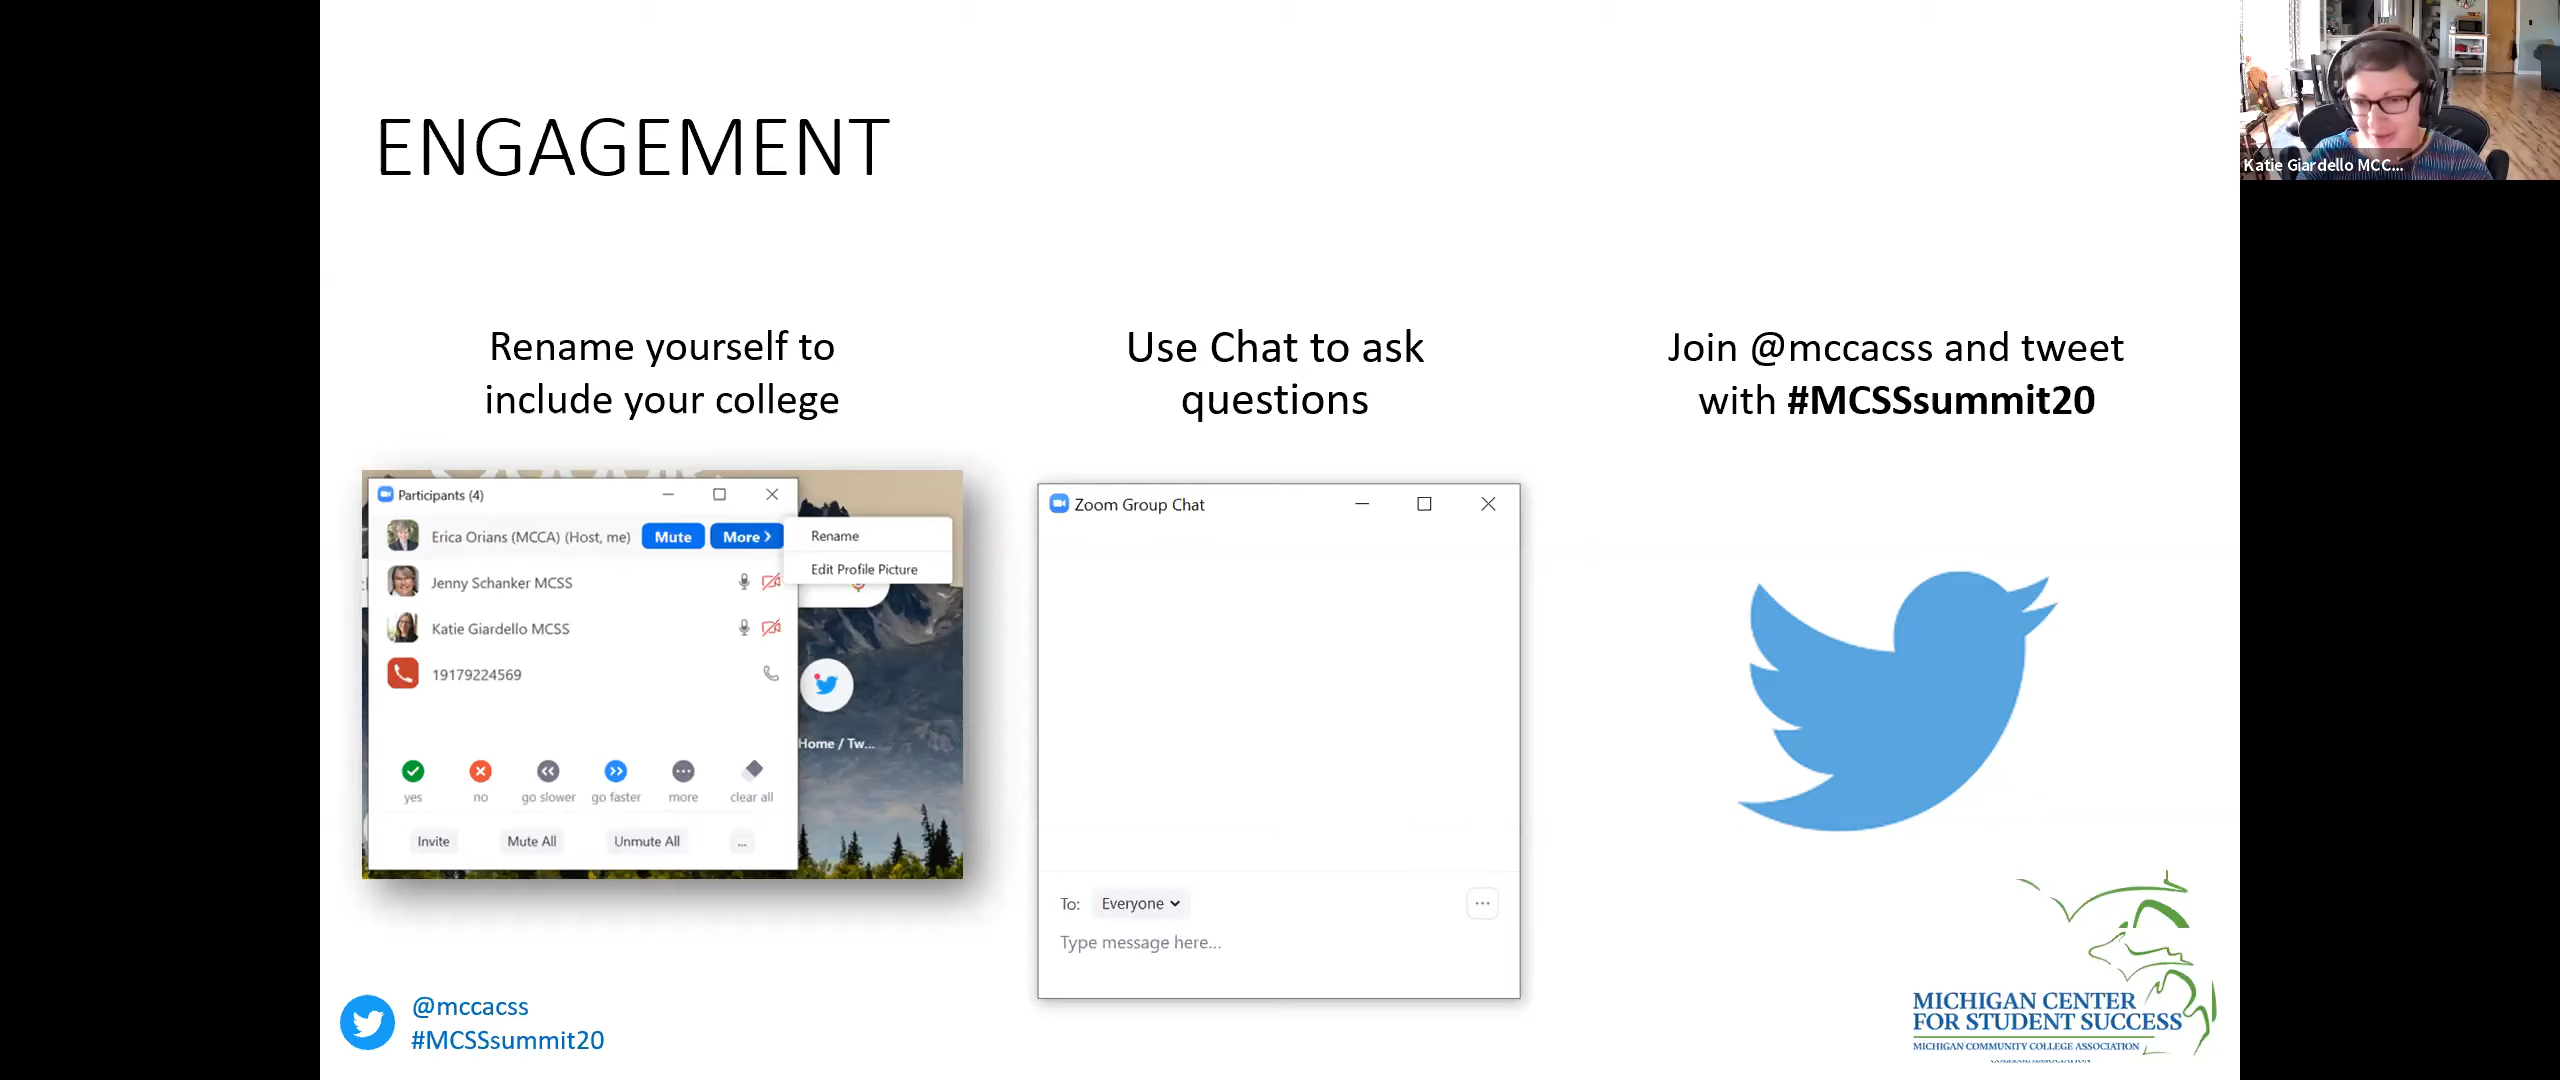 ENGAGEMENT
Katie Giardello MCC...
Rename yourself to
include your college
Use Chat to ask
questions
Join @mccacss and tweet
with #MCSSsummit20
Participants (4)
Erica Orians (MCCA) (Host, me)
Mute
More >
Rename
Edit Profile Picture
Jenny Schanker MCSS
Katie Giardello MCSS
19179224569
Home / Tw...
yes
no
go slower
go faster
more
clear all
Invite
Mute All
Unmute All
...
Zoom Group Chat
To:
Everyone
Type message here...
@mccacss
#MCSSsummit20
MICHIGAN CENTER
FOR STUDENT SUCCESS
MICHIGAN COMMUNITY COLLEGE ASSOCIATION